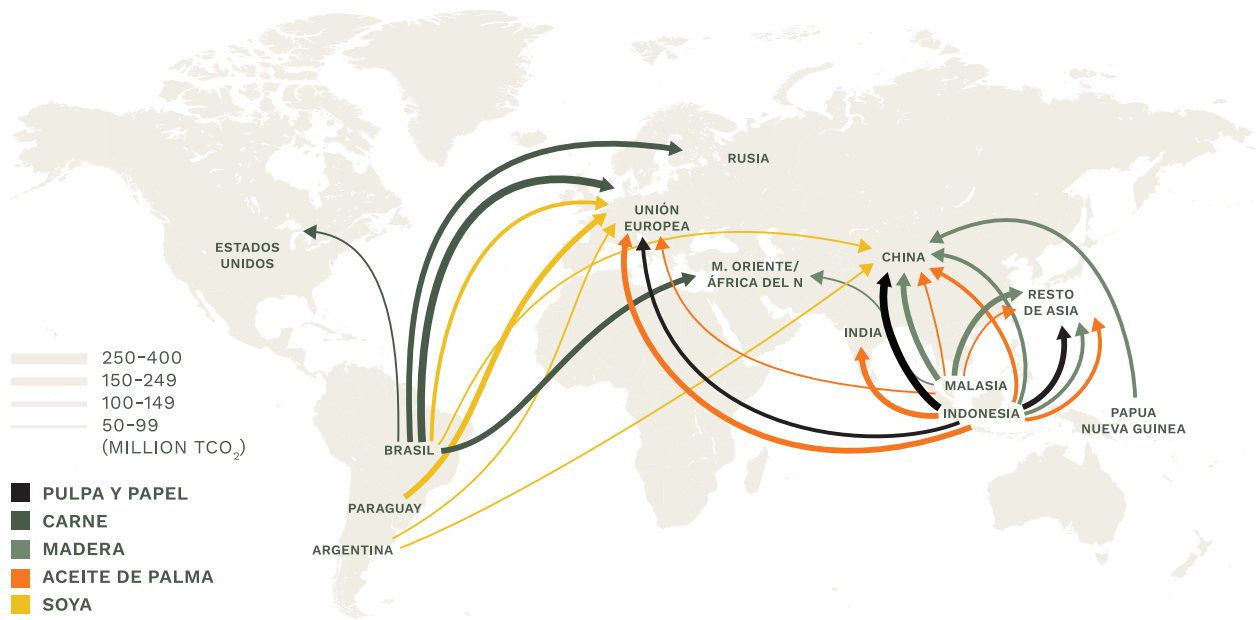 RUSIA
UNIÓN
EUROPEA
ESTADOS
UNIDOS
CHINA
M. ORIENTE/
ÁFRICA DEL N
RESTO
DE ASIA
INDIA
MALASIA
INDONESIA
PAPUA
NUEVA GUINEA
BRASIL
PARAGUAY
ARGENTINA
250-400
150-249
100-149
50-99
(MILLION TCO₂)
PULPA Y PAPEL
CARNE
MADERA
ACEITE DE PALMA
SOYA